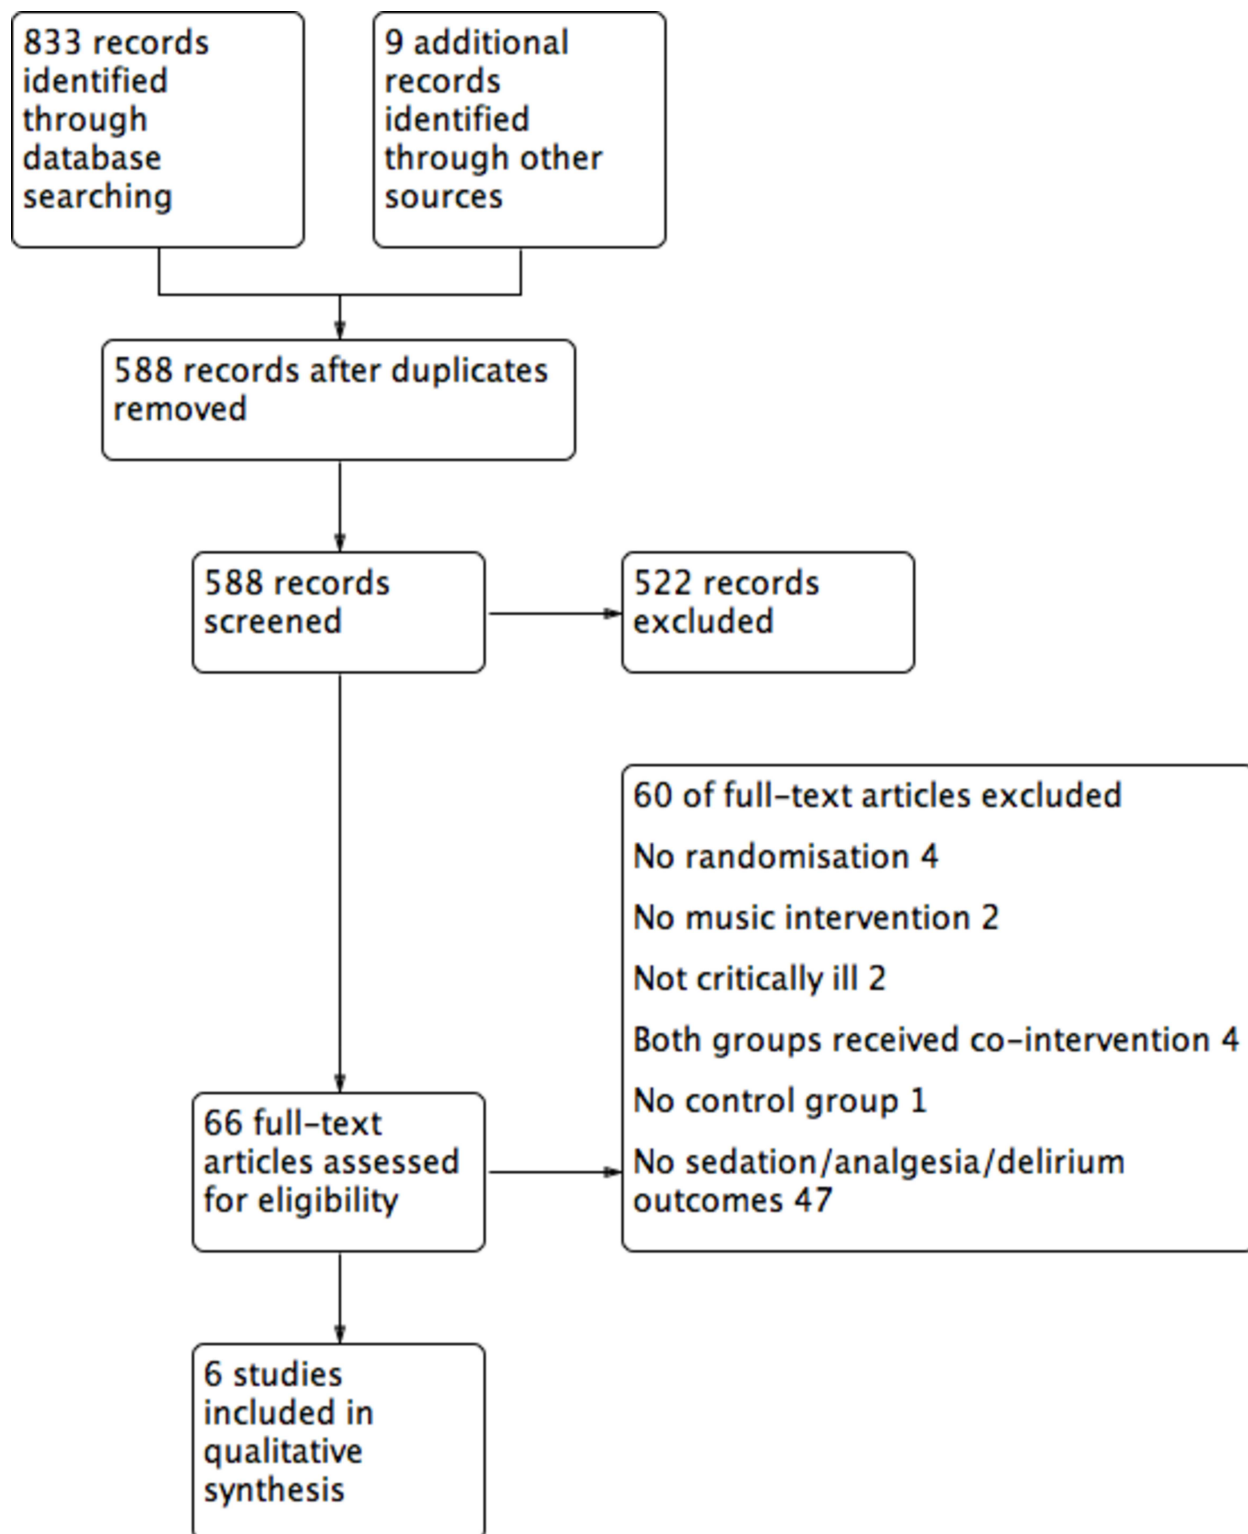 833 records
identified
through
database
searching
9 additional
records
identified
through other
sources
588 records after duplicates
removed
588 records
screened
522 records
excluded
60 of full-text articles excluded
No randomisation 4
No music intervention 2
Not critically ill 2
Both groups received co-intervention 4
No control group 1
No sedation/analgesia/delirium
outcomes 47
66 full-text
articles assessed
for eligibility
6 studies
included in
qualitative
synthesis